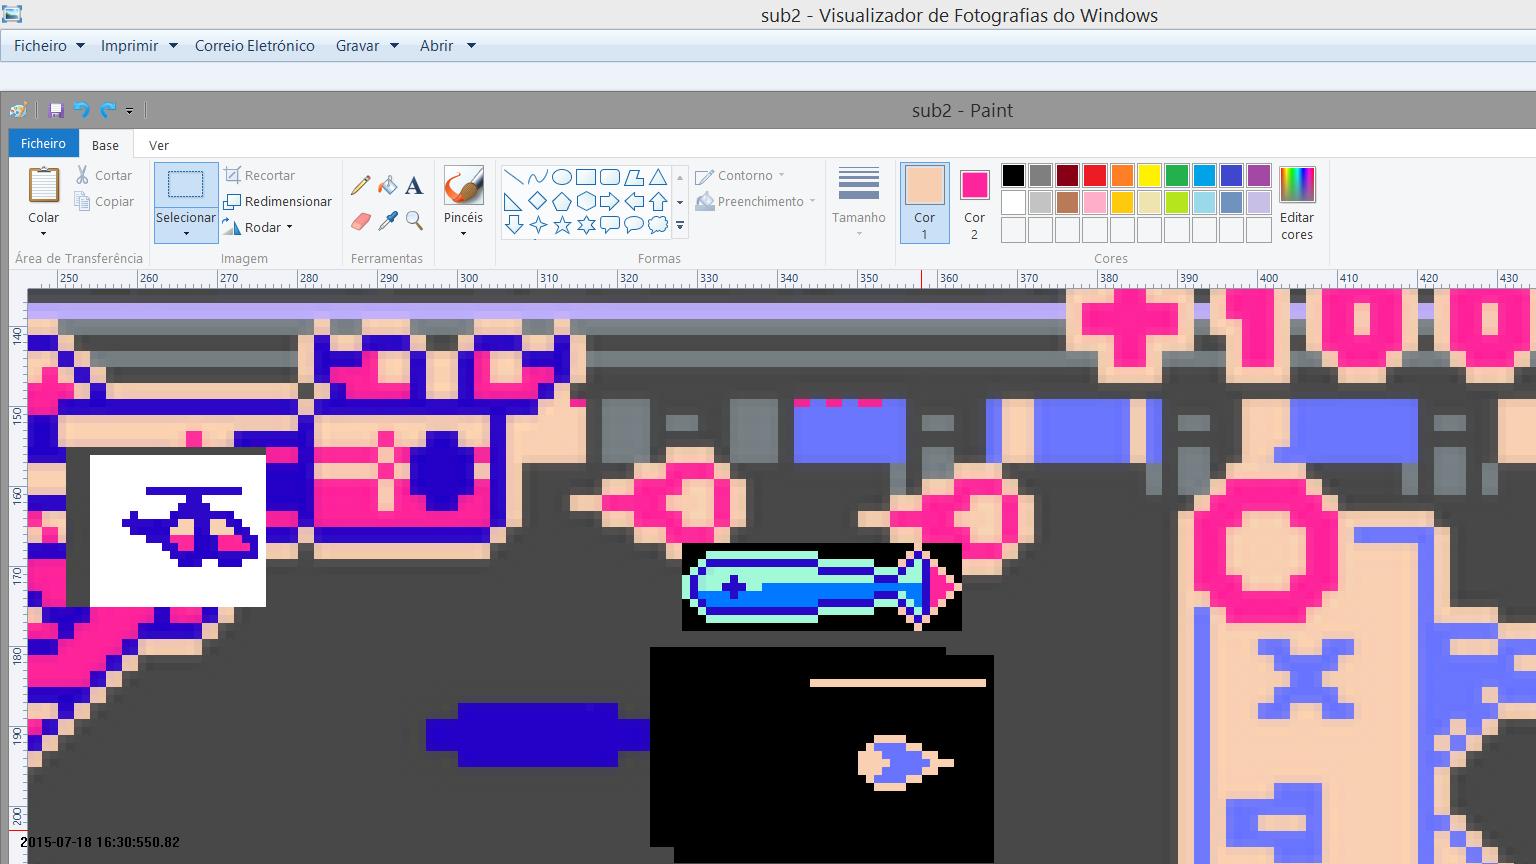 sub2 - Visualizador de Fotografias do Windows
Ficheiro Imprimir Correio Eletrónico Gravar Abrir
sub2 - Paint
Ficheiro Base Ver
Colar
Cortar
Copiar
Área de Transferência
Selecionar
Recortar
Redimensionar
Rodar
Imagem
A
Ferramentas
Pincéis
Contorno
Preenchimento
Formas
Tamanho
Cor
1
Cor
2
Editar
cores
Cores
250 260 270 280 290 300 310 320 330 340 350 360 370 380 390 400 410 420 430
140
150
160
170
180
190
200
+100
X
2015-07-18 16:30:550.82